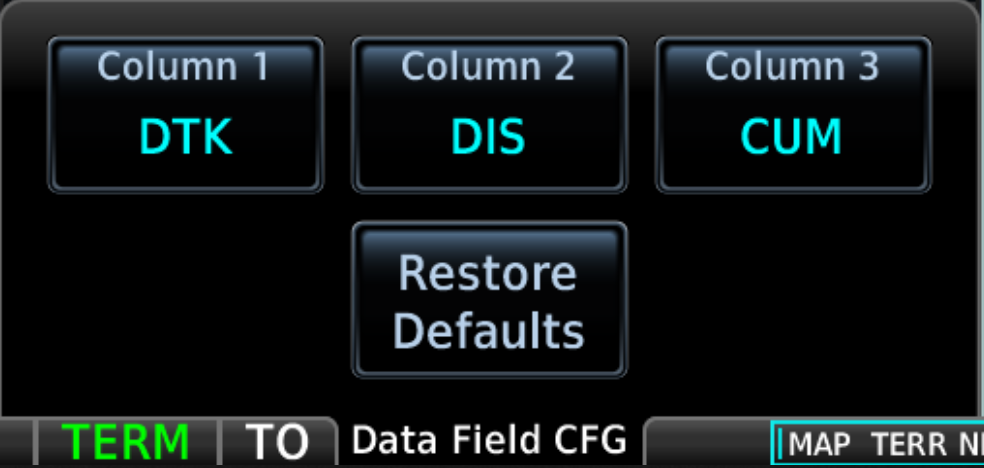 Column 1 Column 2 Column 3
DTK DIS CUM
Restore
Defaults
TERM TO Data Field CFG MAP TERR